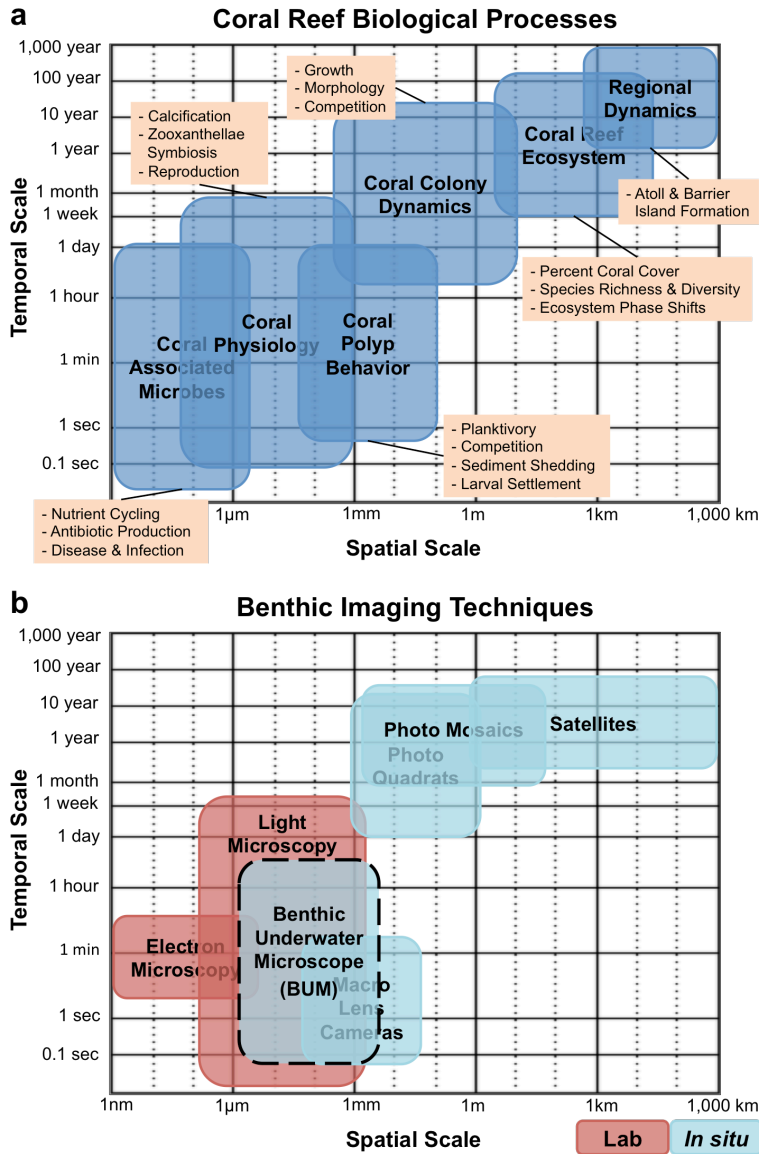 a
Coral Reef Biological Processes
1,000 year
100 year
10 year
1 year
1 month
1 week
1 day
1 hour
1 min
1 sec
0.1 sec
Temporal Scale
- Growth
- Morphology
- Competition
- Calcification
- Zooxanthellae
Symbiosis
- Reproduction
Regional
Dynamics
Coral Reef
Ecosystem
Coral Colony
Dynamics
- Atoll & Barrier
Island Formation
- Percent Coral Cover
- Species Richness & Diversity
- Ecosystem Phase Shifts
Coral
Associated
Microbes
Coral
Physiology
Coral
Polyp
Behavior
- Planktivory
- Competition
- Sediment Shedding
- Larval Settlement
- Nutrient Cycling
- Antibiotic Production
- Disease & Infection
1µm
1mm
1m
1km
1,000 km
Spatial Scale
b
Benthic Imaging Techniques
1,000 year
100 year
10 year
1 year
1 month
1 week
1 day
1 hour
1 min
1 sec
0.1 sec
Temporal Scale
Photo Mosaics
Photo
Quadrats
Satellites
Light
Microscopy
Electron
Microscopy
Benthic
Underwater
Microscope
(BUM)
Macro
Lens
Cameras
1nm
1µm
1mm
1m
1km
1,000 km
Spatial Scale
Lab
In situ